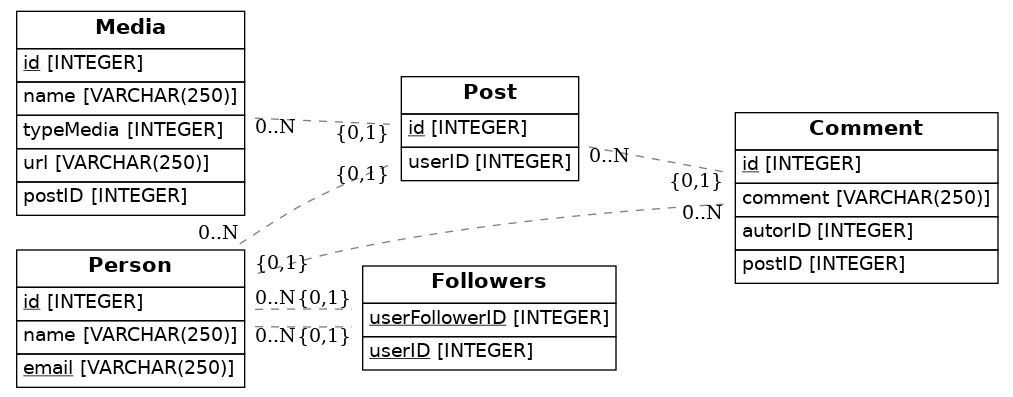 Media
id [INTEGER]
name [VARCHAR(250)]
typeMedia [INTEGER]
url [VARCHAR(250)]
postID [INTEGER]
0..N
{0,1}
Post
id [INTEGER]
userID [INTEGER]
{0,1}
0..N
0..N
{0,1}
Comment
id [INTEGER]
comment [VARCHAR(250)]
autorID [INTEGER]
postID [INTEGER]
0..N
{0,1}
Person
id [INTEGER]
name [VARCHAR(250)]
email [VARCHAR(250)]
0..N{0,1}
0..N{0,1}
Followers
userFollowerID [INTEGER]
userID [INTEGER]